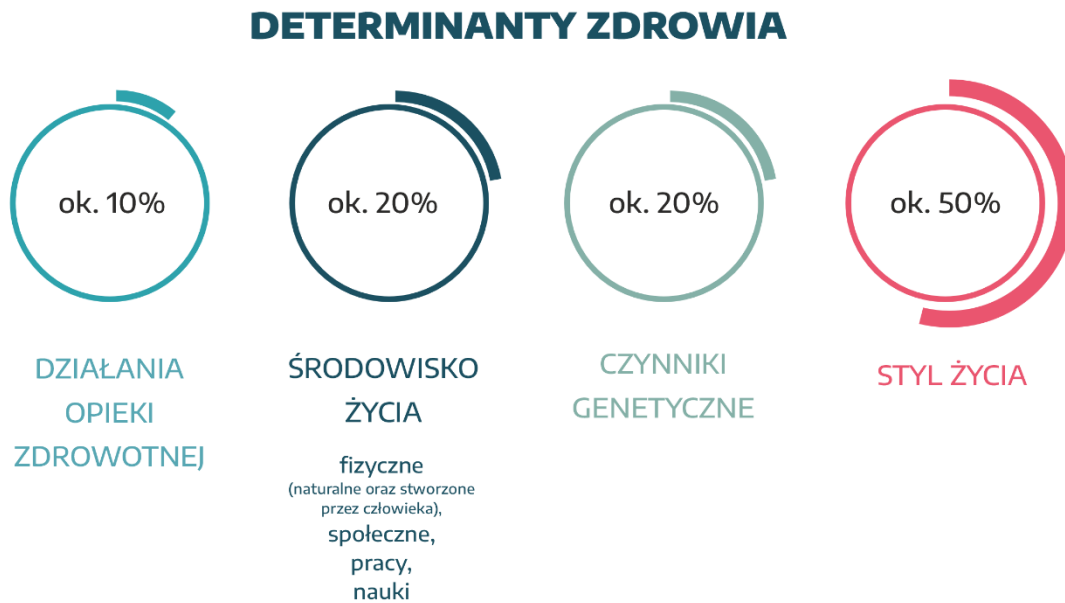 DETERMINANTY ZDROWIA
ok. 10%
ok. 20%
ok. 20%
ok. 50%
DZIAŁANIA
OPIEKI
ZDROWOTNEJ
ŚRODOWISKO
ŻYCIA
fizyczne
(naturalne oraz stworzone
przez człowieka),
społeczne,
pracy,
nauki
CZYNNIKI
GENETYCZNE
STYL ŻYCIA